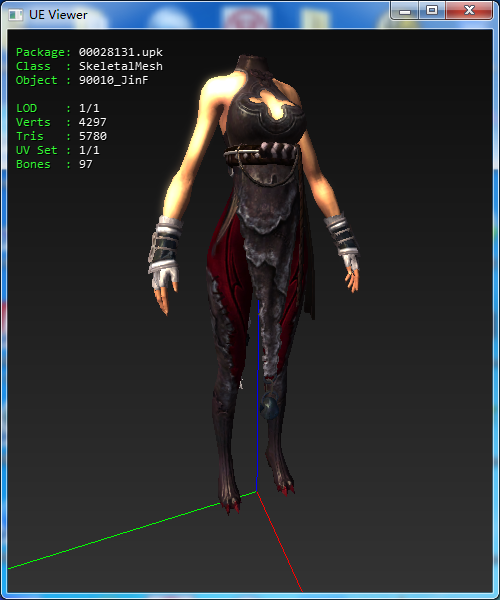 UE Viewer
Package: 00028131.upk
Class : SkeletalMesh
Object : 90010_JinF
LOD : 1/1
Verts : 4297
Tris : 5780
UV Set : 1/1
Bones : 97